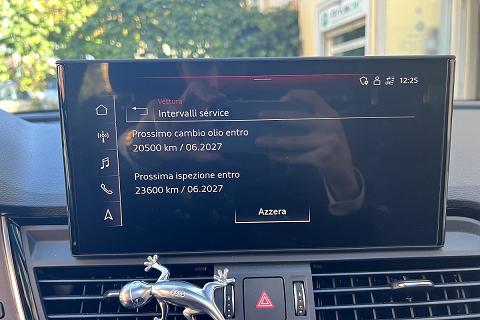 12:25
Vettura
Intervalli service
Prossimo cambio olio entro
20500 km / 06.2027
Prossima ispezione entro
23600 km / 06.2027
Azzera